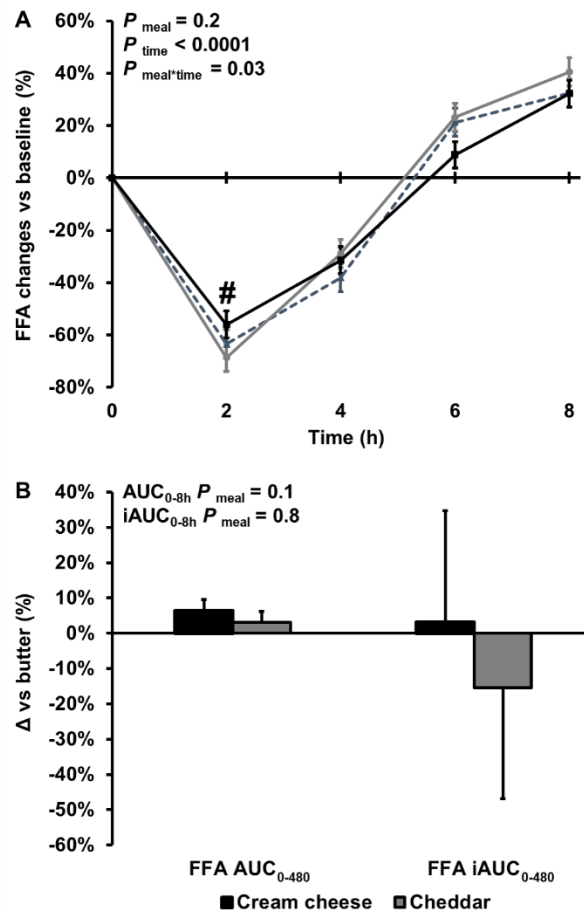 A
P meal = 0.2
P time < 0.0001
P meal*time = 0.03
FFA changes vs baseline (%)
60%
40%
20%
0%
-20%
-40%
-60%
-80%
#
0 2 4 6 8
Time (h)
B
AUC0-8h P meal = 0.1
iAUC0-8h P meal = 0.8
Δ vs butter (%)
40%
30%
20%
10%
0%
-10%
-20%
-30%
-40%
-50%
-60%
FFA AUC0-480 FFA iAUC0-480
Cream cheese Cheddar